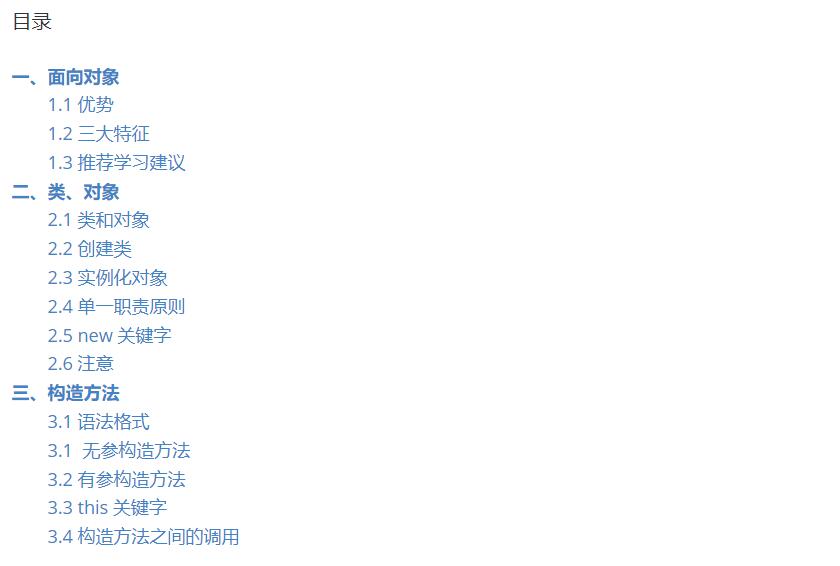 目录
一、面向对象
1.1 优势
1.2 三大特征
1.3 推荐学习建议
二、类、对象
2.1 类和对象
2.2 创建类
2.3 实例化对象
2.4 单一职责原则
2.5 new 关键字
2.6 注意
三、构造方法
3.1 语法格式
3.1 无参构造方法
3.2 有参构造方法
3.3 this 关键字
3.4 构造方法之间的调用